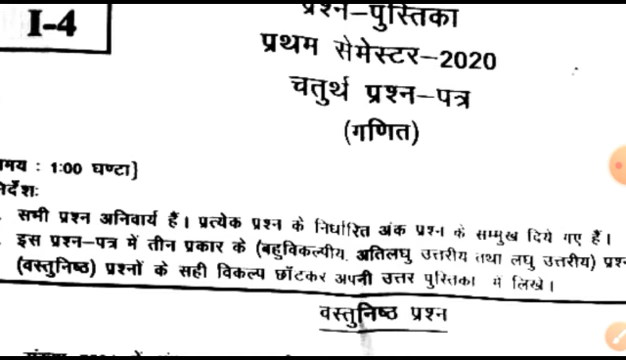 I-4
प्रश्न-पुस्तिका
प्रथम सेमेस्टर-2020
चतुर्थ प्रश्न-पत्र
(गणित)
मय : 1:00 घण्टा]
र्देशः
सभी प्रश्न अनिवार्य हैं। प्रत्येक प्रश्न के निर्धारित अंक प्रश्न के सम्मुख दिये गए हैं।
इस प्रश्न-पत्र में तीन प्रकार के (बहुविकल्पीय, अतिलघु उत्तरीय तथा लघु उत्तरीय) प्रश्
(वस्तुनिष्ठ) प्रश्नों के सही विकल्प छाँटकर अपनी उत्तर पुस्तिका में लिखे।
वस्तुनिष्ठ प्रश्न